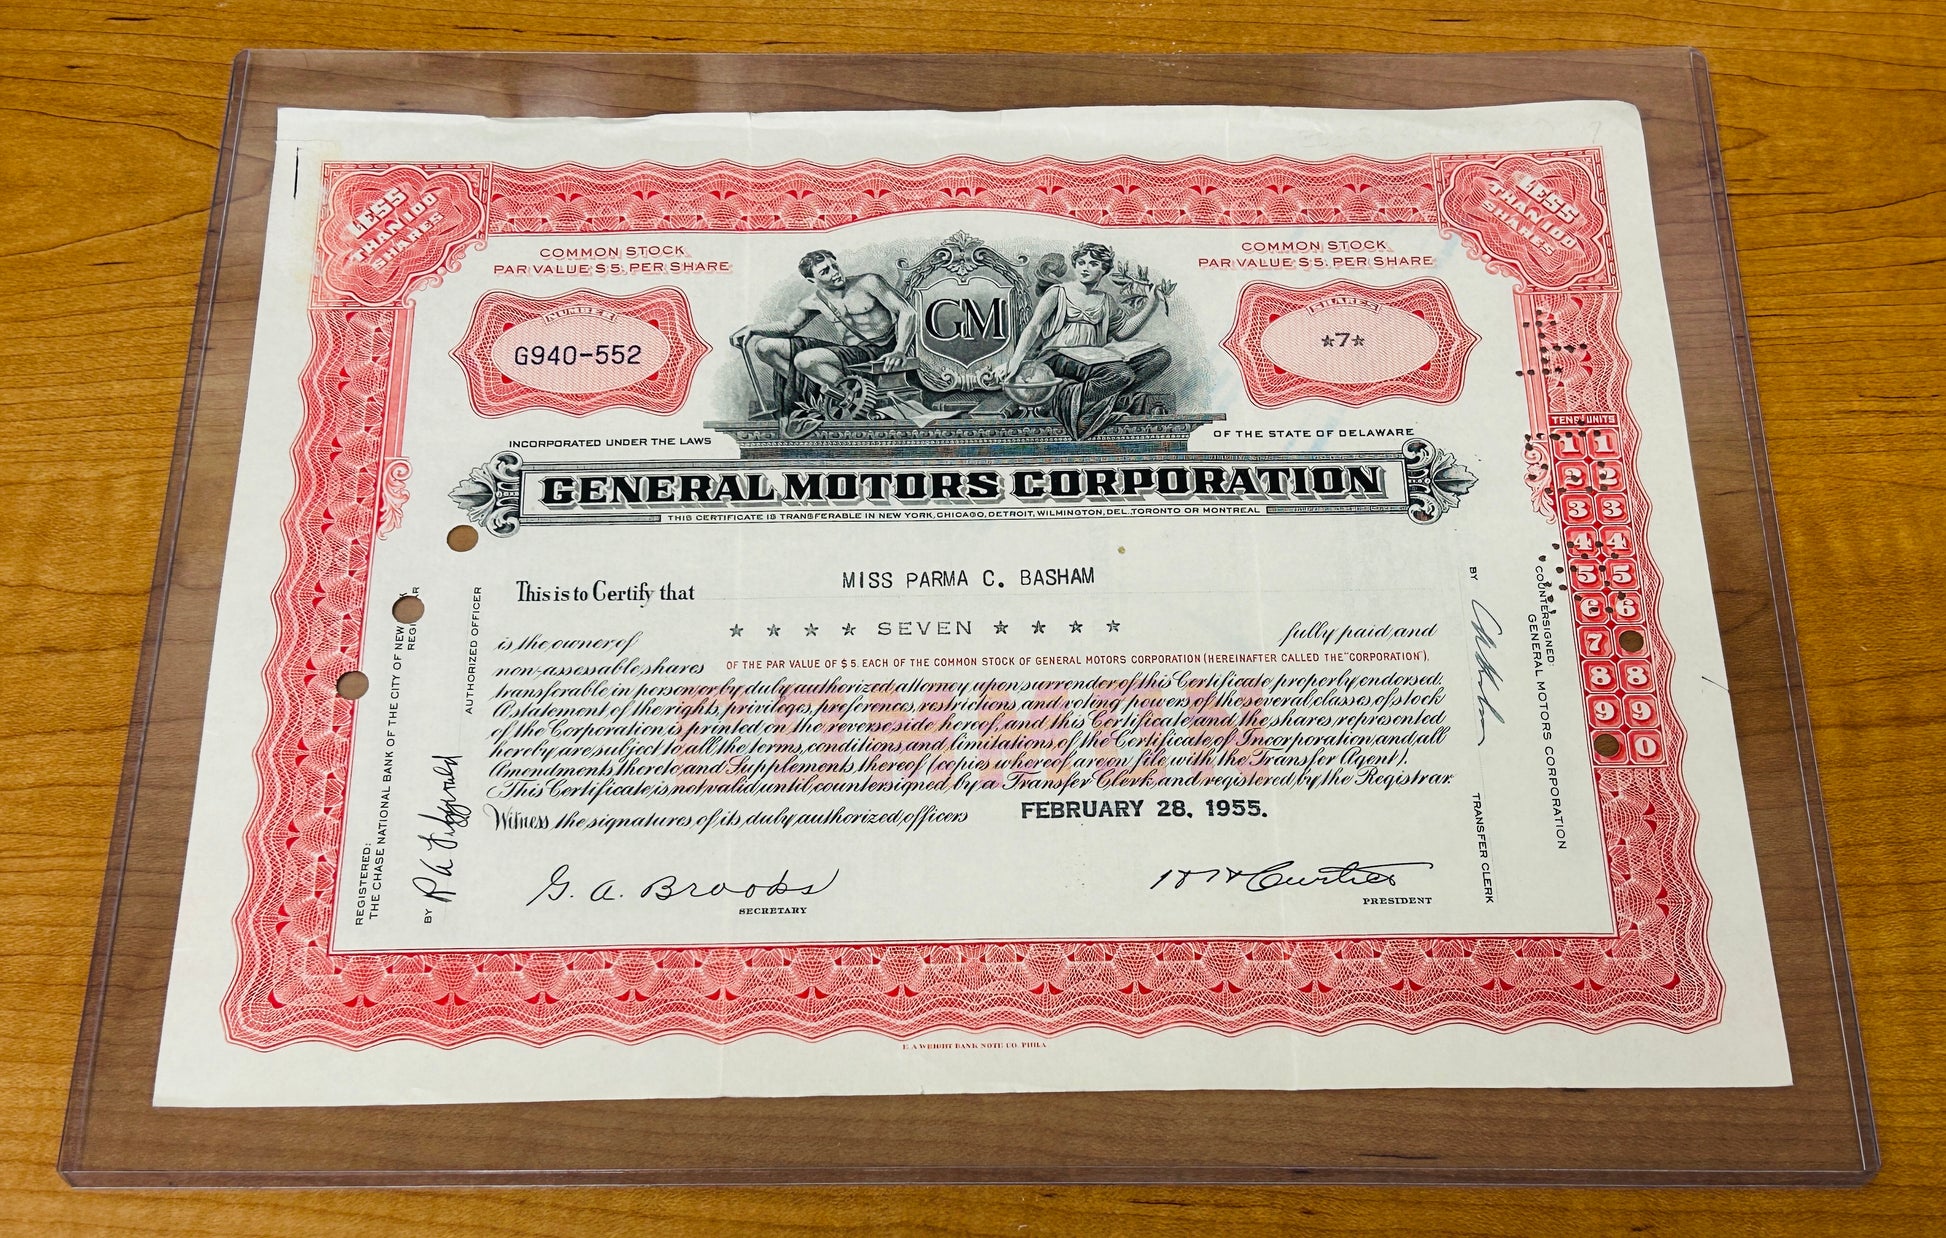 LESS
THAN 100
SHARES
LESS
THAN 100
SHARES
COMMON STOCK
PAR VALUE $5. PER SHARE
COMMON STOCK
PAR VALUE $5. PER SHARE
NUMBER
G940-552
GM
SHARES
*7*
INCORPORATED UNDER THE LAWS
OF THE STATE OF DELAWARE
GENERAL MOTORS CORPORATION
THIS CERTIFICATE IS TRANSFERABLE IN NEW YORK, CHICAGO, DETROIT, WILMINGTON, DEL., TORONTO OR MONTREAL
This is to Certify that
MISS PARMA C. BASHAM
is the owner of
* * * * SEVEN * * * *
fully paid and
non-assessable shares OF THE PAR VALUE OF $5. EACH OF THE COMMON STOCK OF GENERAL MOTORS CORPORATION (HEREINAFTER CALLED THE "CORPORATION").
transferable in person or by duly authorized attorney upon surrender of this Certificate properly endorsed.
A statement of the rights, privileges, preferences, restrictions and voting powers of the several classes of stock
of the Corporation is printed on the reverse side hereof, and this Certificate and the shares represented
hereby are subject to all the terms, conditions and limitations of the Certificate of Incorporation and all
Amendments thereto and Supplements thereof (copies whereof are on file with the Transfer Agent).
This Certificate is not valid until countersigned by a Transfer Clerk and registered by the Registrar.
Witness the signatures of its duly authorized officers
FEBRUARY 28, 1955.
G. A. Brooks
SECRETARY
H H Curtice
PRESIDENT
REGISTERED:
THE CHASE NATIONAL BANK OF THE CITY OF NEW
BY R A Fitzgerald
AUTHORIZED OFFICER
COUNTERSIGNED:
GENERAL MOTORS CORPORATION
BY
TRANSFER CLERK
TENS UNITS
1 1
2 2
3 3
4 4
5 5
6 6
7
8 8
9 9
0
E. A. WRIGHT BANK NOTE CO. PHILA.